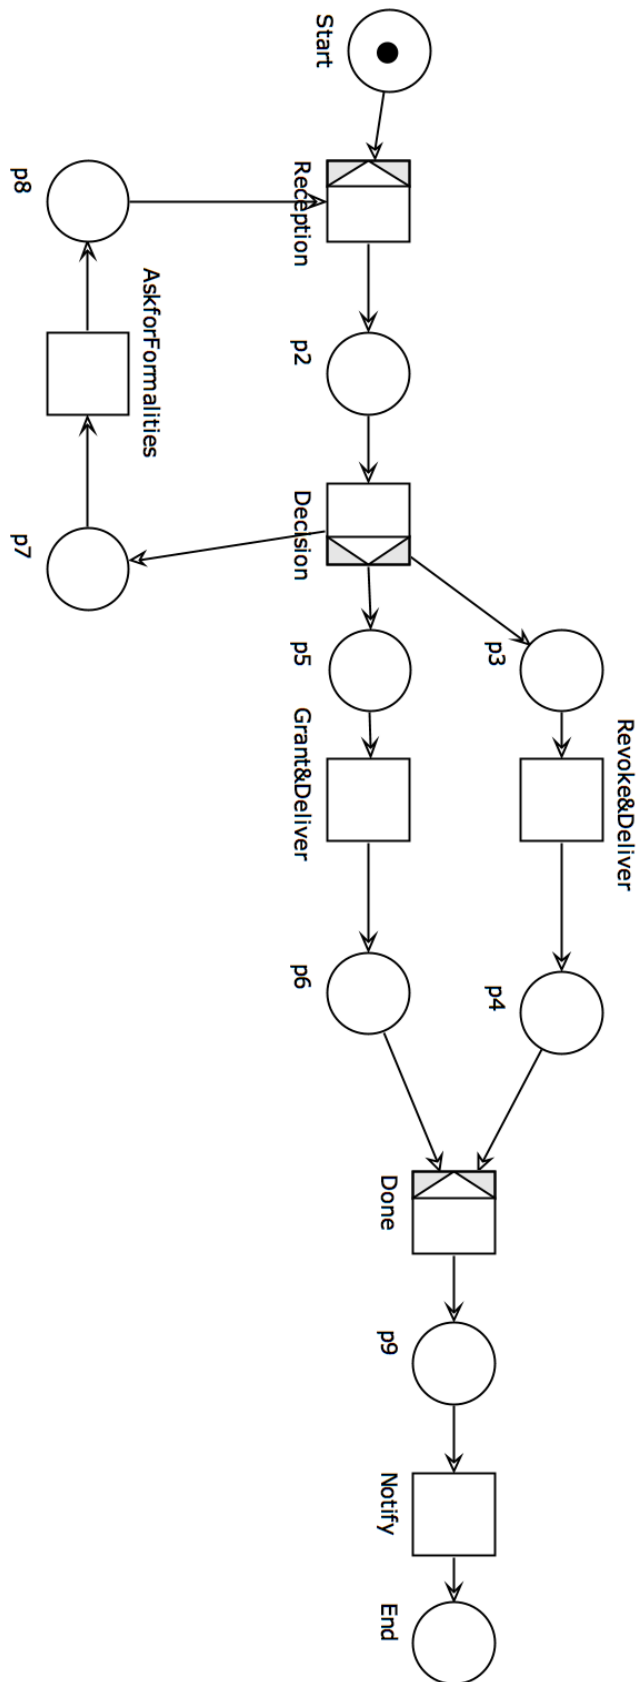 Start
Reception
p8
AskforFormalities
p2
Decision
p7
p3
p5
Revoke&Deliver
Grant&Deliver
p4
p6
Done
p9
Notify
End